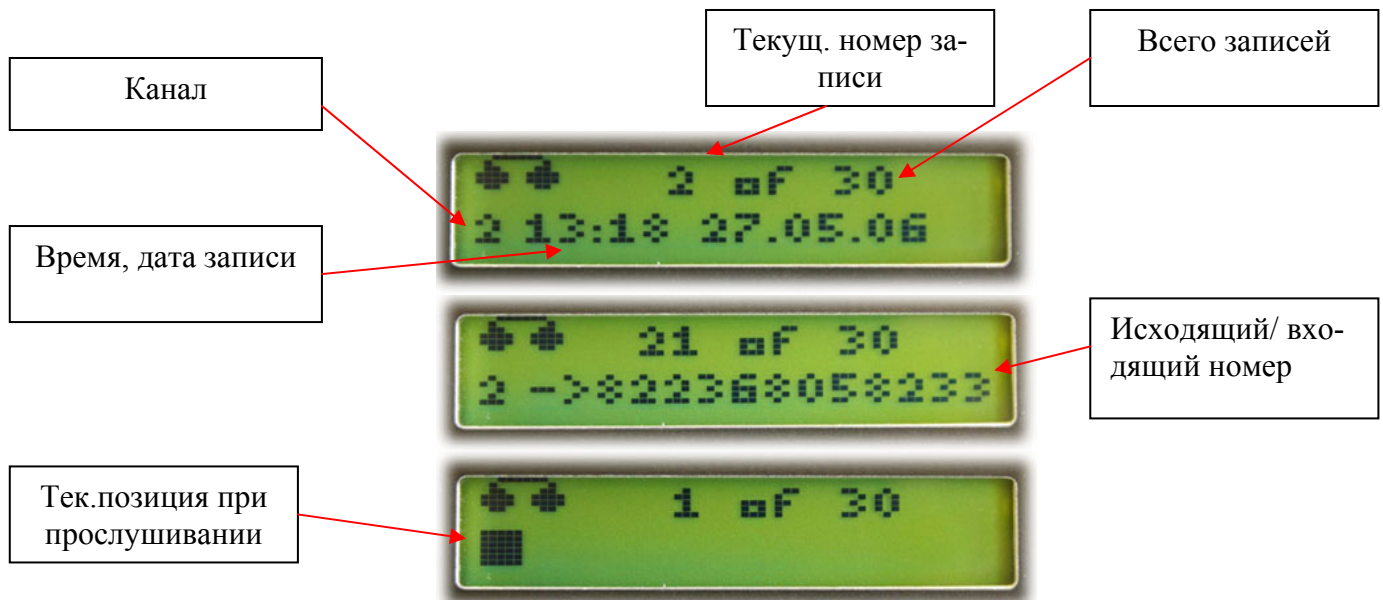 Текущ. номер за-
писи
Всего записей
Канал
2 of 30
2 13:18 27.05.06
Время, дата записи
21 of 30
2 ->822368058233
Исходящий/ вхо-
дящий номер
1 of 30
Тек.позиция при
прослушивании